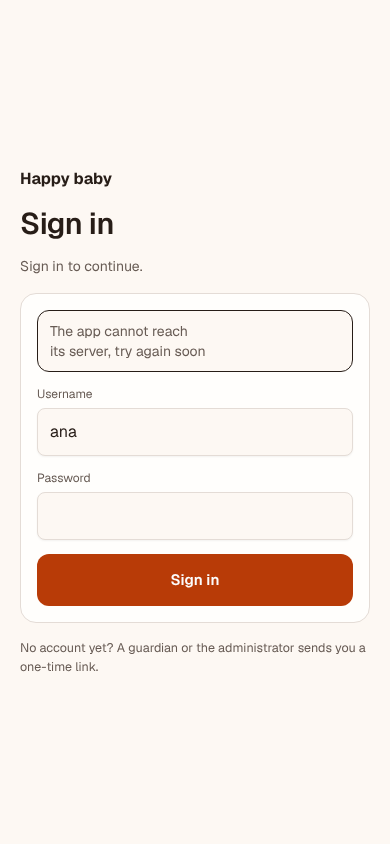 Happy baby
Sign in
Sign in to continue.
The app cannot reach
its server, try again soon
Username
ana
Password
Sign in
No account yet? A guardian or the administrator sends you a
one-time link.